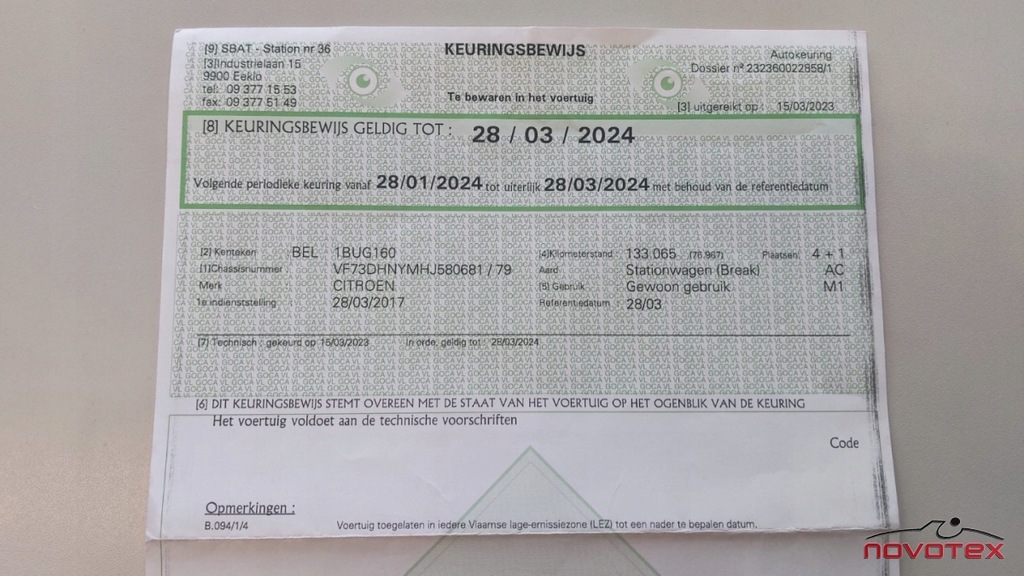 [9] SBAT - Station nr 36
[3]Industrielaan 15
9900 Eeklo
tel: 09 377 15 53
fax: 09 377 51 49
KEURINGSBEWIJS
Te bewaren in het voertuig
Autokeuring
Dossier nº 232360022858/1
[3] uitgereikt op : 15/03/2023
[8] KEURINGSBEWIJS GELDIG TOT : 28 / 03 / 2024
Volgende periodieke keuring vanaf 28/01/2024 tot uiterlijk 28/03/2024 met behoud van de referentiedatum
[2] Kenteken : BEL 1BUG160
[1]Chassisnummer : VF73DHNYMHJ580681 / 79
Merk : CITROEN
1e indienststelling : 28/03/2017
[4]Kilometerstand : 133.065 (76.967) Plaatsen: 4 + 1
Aard : Stationwagen (Break) AC
[5] Gebruik : Gewoon gebruik M1
Referentiedatum : 28/03
[7] Technisch : gekeurd op 15/03/2023 In orde, geldig tot : 28/03/2024
[6] DIT KEURINGSBEWIJS STEMT OVEREEN MET DE STAAT VAN HET VOERTUIG OP HET OGENBLIK VAN DE KEURING
Het voertuig voldoet aan de technische voorschriften
Code
Opmerkingen :
B.094/1/4 Voertuig toegelaten in iedere Vlaamse lage-emissiezone (LEZ) tot een nader te bepalen datum.
novotex